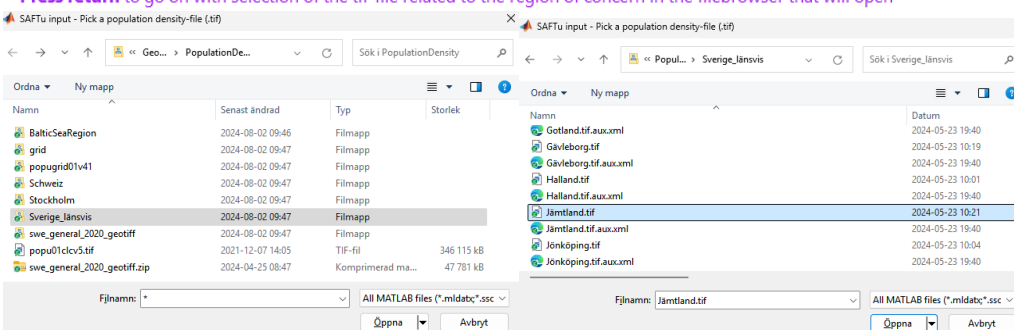 Press return to go on with selection of the tif file related to the region of concern in the filebrowser that will open
SAFTu input - Pick a population density-file (.tif)
« Geo... > PopulationDe...
Sök i PopulationDensity
Ordna
Ny mapp
Namn
Senast ändrad
Typ
Storlek
BalticSeaRegion
2024-08-02 09:46
Filmapp
grid
2024-08-02 09:47
Filmapp
popugrid01v41
2024-08-02 09:47
Filmapp
Schweiz
2024-08-02 09:47
Filmapp
Stockholm
2024-08-02 09:47
Filmapp
Sverige_länsvis
2024-08-02 09:47
Filmapp
swe_general_2020_geotiff
2024-08-02 09:47
Filmapp
popu01clcv5.tif
2021-12-07 14:05
TIF-fil
346 115 kB
swe_general_2020_geotiff.zip
2024-04-25 08:47
Komprimerad ma...
47 781 kB
Filnamn:
*
All MATLAB files (*.mldatx;*.ssc
Öppna
Avbryt
SAFTu input - Pick a population density-file (.tif)
« Popul... > Sverige_länsvis
Sök i Sverige_länsvis
Ordna
Ny mapp
Namn
Datum
Gotland.tif.aux.xml
2024-05-23 19:40
Gävleborg.tif
2024-05-23 10:19
Gävleborg.tif.aux.xml
2024-05-23 19:40
Halland.tif
2024-05-23 10:01
Halland.tif.aux.xml
2024-05-23 19:40
Jämtland.tif
2024-05-23 10:21
Jämtland.tif.aux.xml
2024-05-23 19:40
Jönköping.tif
2024-05-23 10:04
Jönköping.tif.aux.xml
2024-05-23 19:40
Filnamn:
Jämtland.tif
All MATLAB files (*.mldatx;*.ssc
Öppna
Avbryt